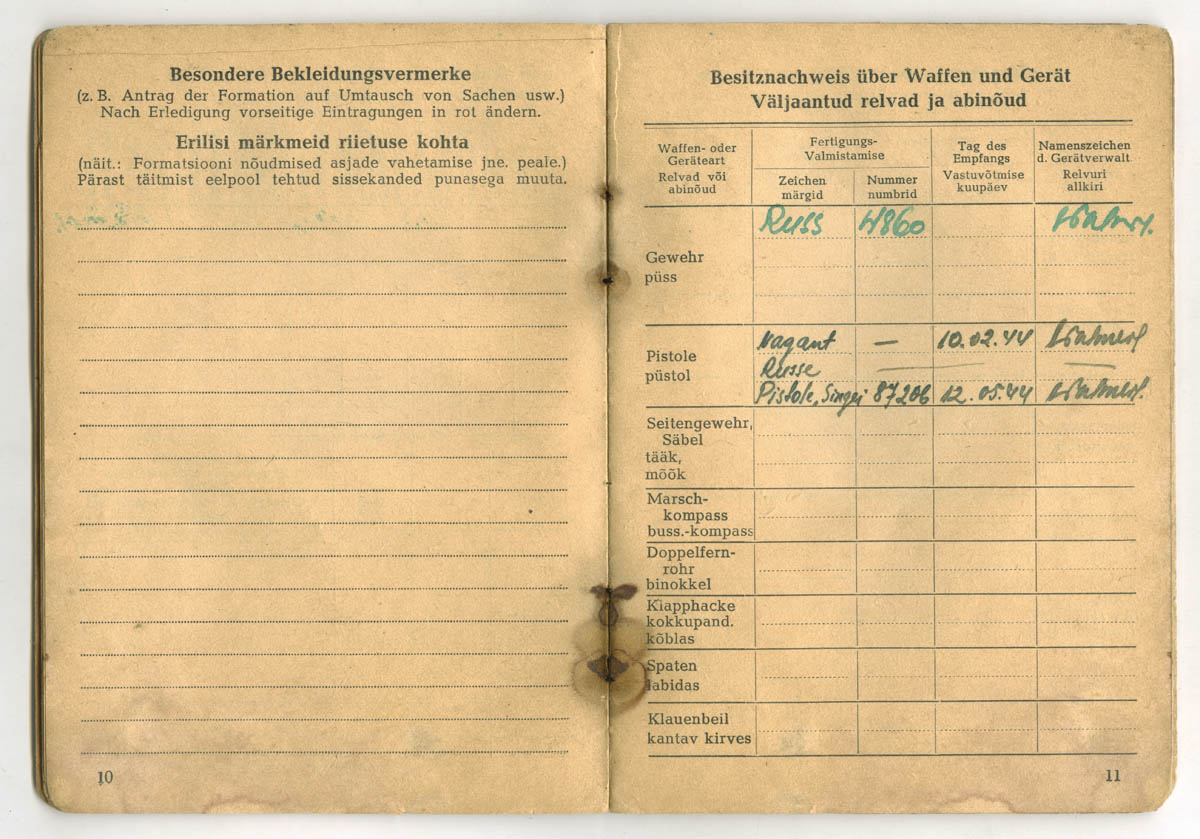 Besondere Bekleidungsvermerke
(z. B. Antrag der Formation auf Umtausch von Sachen usw.)
Nach Erledigung vorseitige Eintragungen in rot ändern.
Erilisi märkmeid riietuse kohta
(näit.: Formatsiooni nõudmised asjade vahetamise jne. peale.)
Pärast täitmist eelpool tehtud sissekanded punasega muuta.
10
Besitznachweis über Waffen und Gerät
Väljaantud relvad ja abinõud
Waffen- oder
Geräteart
Relvad või
abinõud
Fertigungs-
Valmistamise
Zeichen
märgid
Nummer
numbrid
Tag des
Empfangs
Vastuvõtmise
kuupäev
Namenszeichen
d. Gerätverwalt.
Relvuri
allkiri
Gewehr
püss
Russ 4860
Pistole
püstol
Nagant — 10.02.44
Russe
Pistole, 87206 12.05.44
Seitengewehr,
Säbel
tääk,
mõõk
Marsch-
kompass
buss.-kompass
Doppelfern-
rohr
binokkel
Klapphacke
kokkupand.
kõblas
Spaten
labidas
Klauenbeil
kantav kirves
11